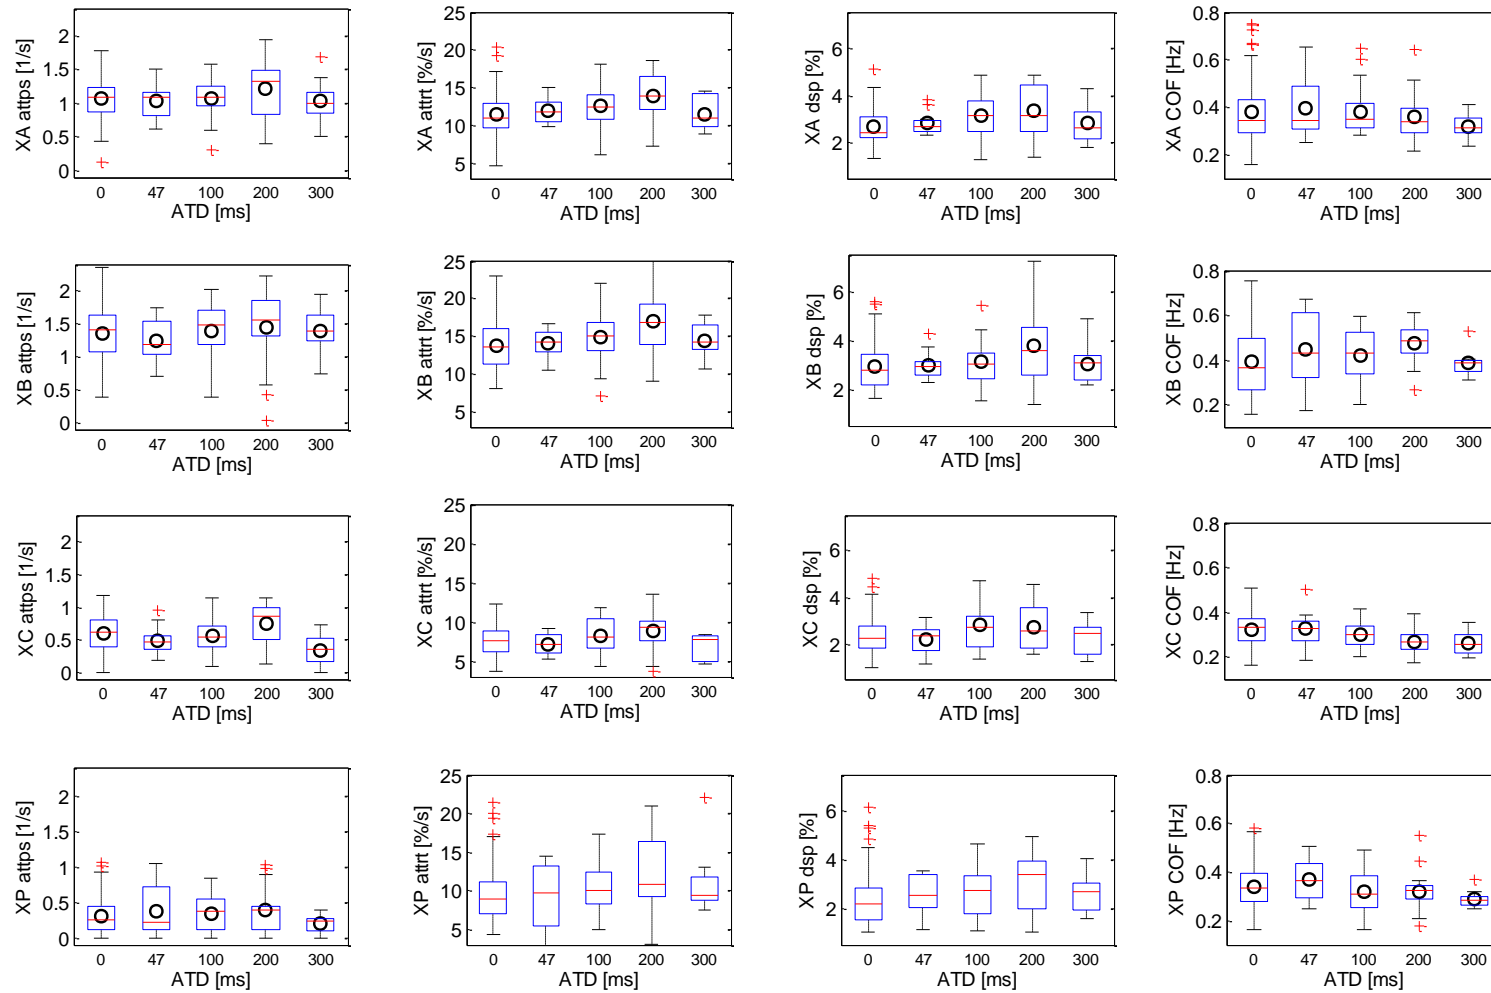 XA attps [1/s]
2
1.5
1
0.5
0
0 47 100 200 300
ATD [ms]
XA attrt [%/s]
25
20
15
10
5
0 47 100 200 300
ATD [ms]
XA dsp [%]
6
4
2
0 47 100 200 300
ATD [ms]
XA COF [Hz]
0.8
0.6
0.4
0.2
0 47 100 200 300
ATD [ms]
XB attps [1/s]
2
1.5
1
0.5
0
0 47 100 200 300
ATD [ms]
XB attrt [%/s]
25
20
15
10
5
0 47 100 200 300
ATD [ms]
XB dsp [%]
6
4
2
0 47 100 200 300
ATD [ms]
XB COF [Hz]
0.8
0.6
0.4
0.2
0 47 100 200 300
ATD [ms]
XC attps [1/s]
2
1.5
1
0.5
0
0 47 100 200 300
ATD [ms]
XC attrt [%/s]
25
20
15
10
5
0 47 100 200 300
ATD [ms]
XC dsp [%]
6
4
2
0 47 100 200 300
ATD [ms]
XC COF [Hz]
0.8
0.6
0.4
0.2
0 47 100 200 300
ATD [ms]
XP attps [1/s]
2
1.5
1
0.5
0
0 47 100 200 300
ATD [ms]
XP attrt [%/s]
25
20
15
10
5
0 47 100 200 300
ATD [ms]
XP dsp [%]
6
4
2
0 47 100 200 300
ATD [ms]
XP COF [Hz]
0.8
0.6
0.4
0.2
0 47 100 200 300
ATD [ms]